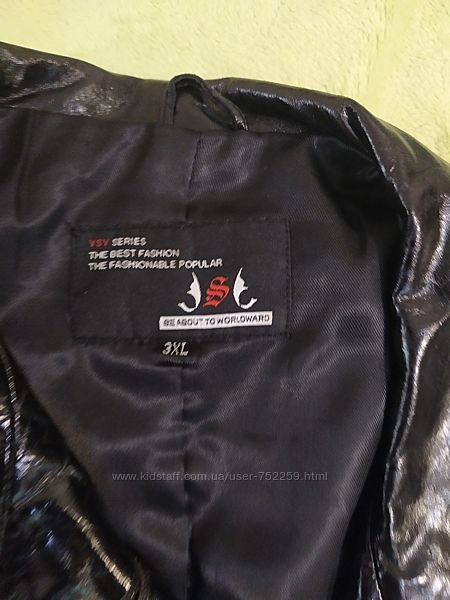 YSY SERIES
THE BEST FASHION
THE FASHIONABLE POPULAR
S
BE ABOUT TO WORLDWARD
3XL
www.kidstaff.com.ua/user-752259.html